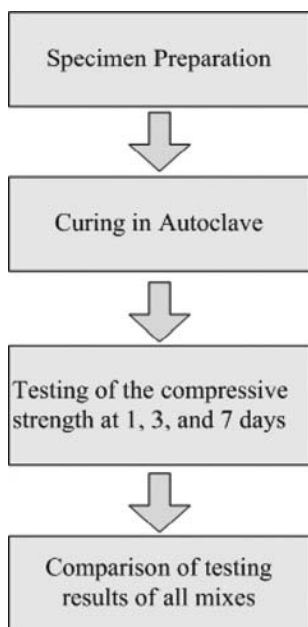 Specimen Preparation
Curing in Autoclave
Testing of the compressive
strength at 1, 3, and 7 days
Comparison of testing
results of all mixes